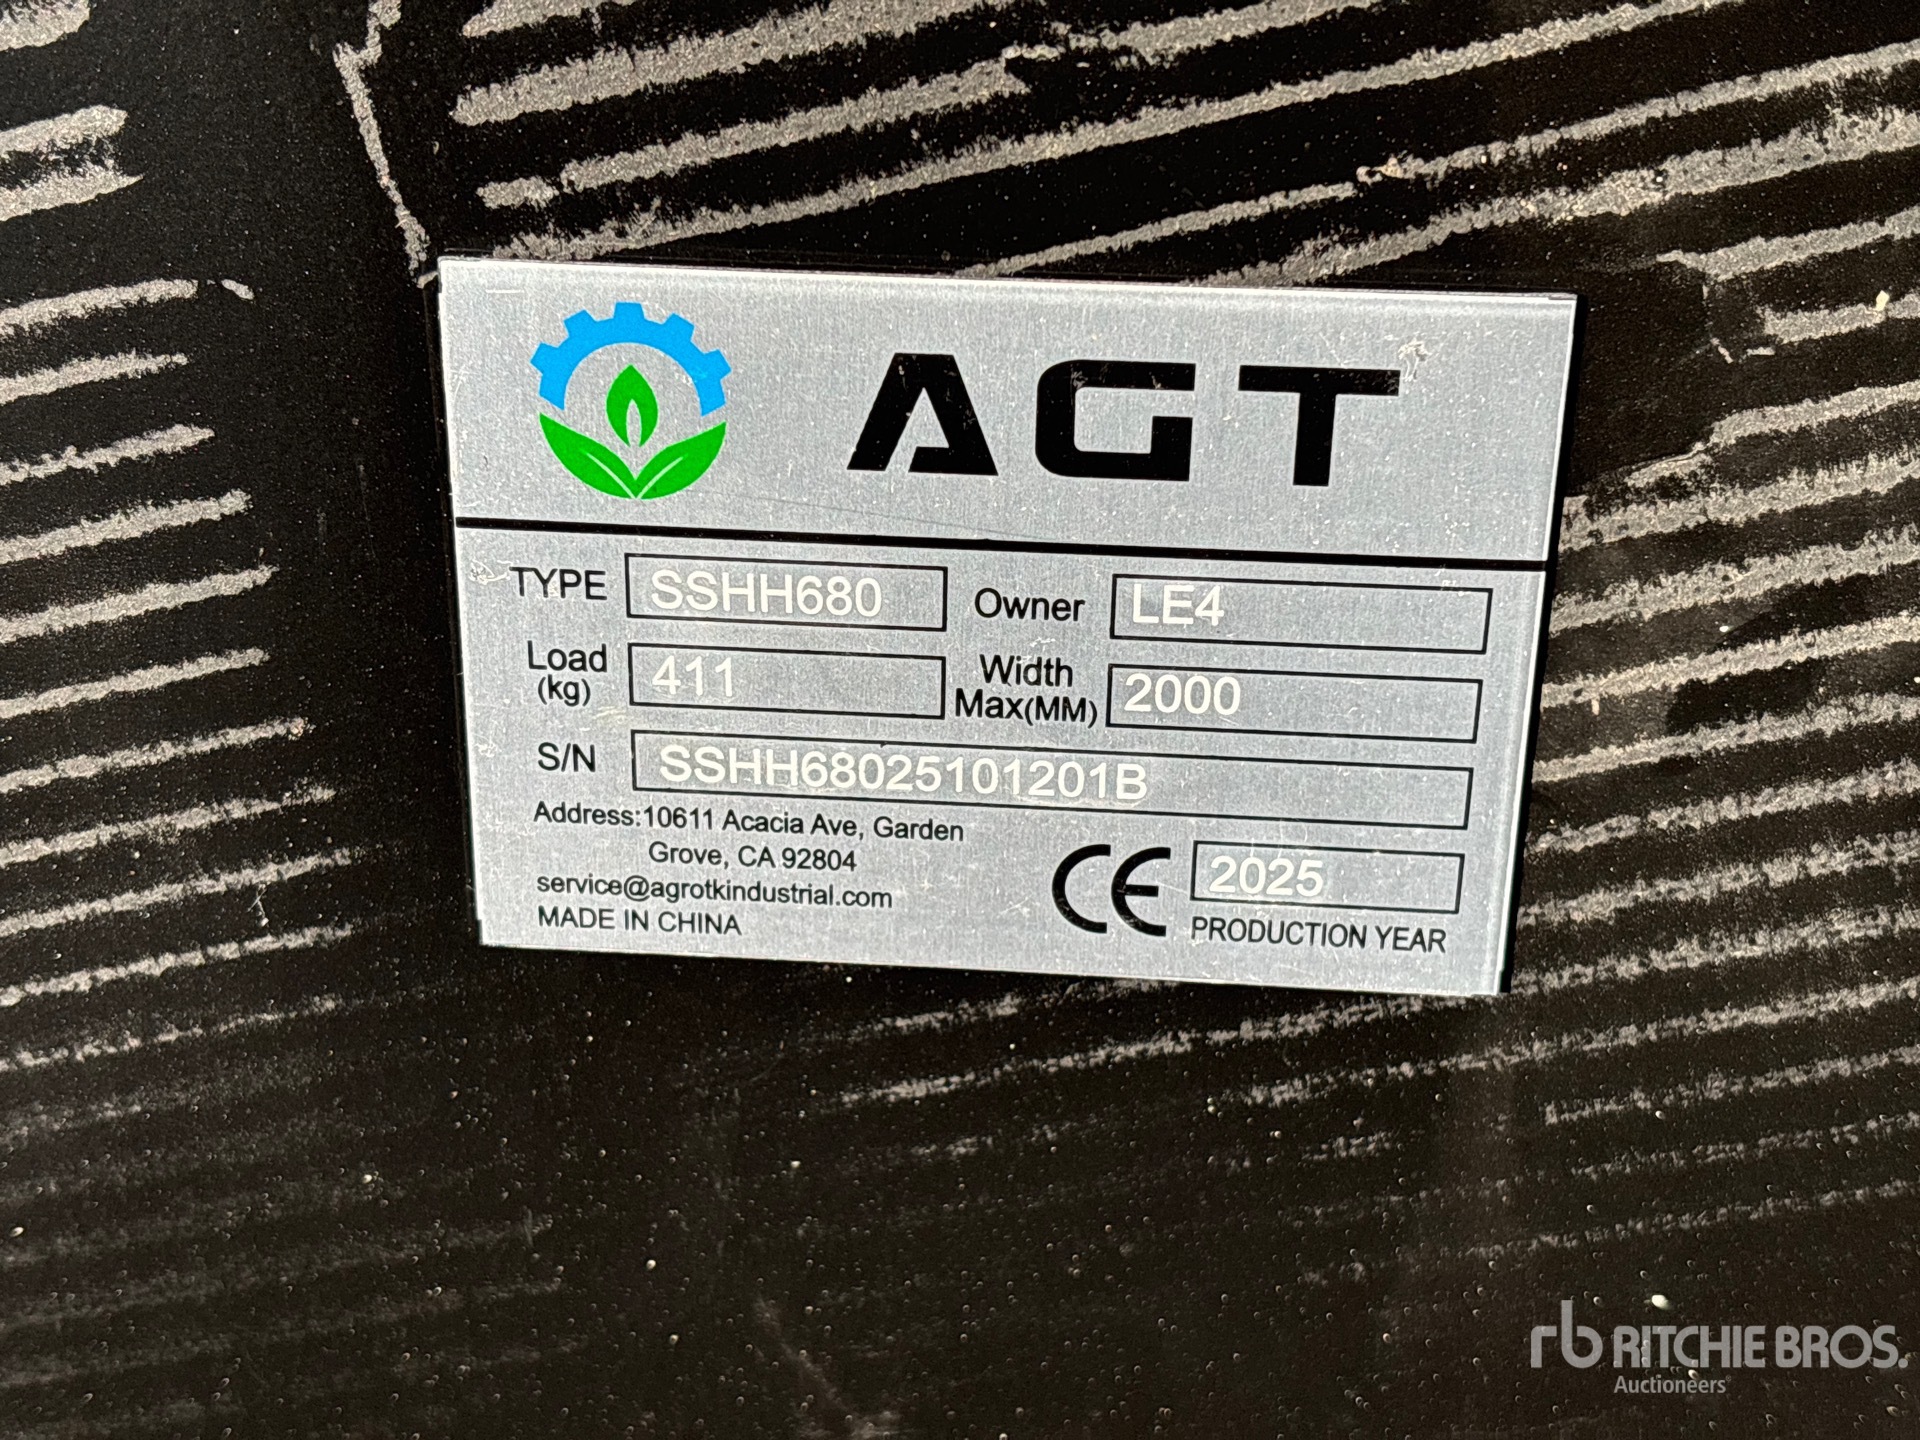 AGT
TYPE SSHH680 Owner LE4
Load (kg) 411 Width Max(MM) 2000
S/N SSHH68025101201B
Address:10611 Acacia Ave, Garden
Grove, CA 92804
service@agrotkindustrial.com
MADE IN CHINA
CE 2025
PRODUCTION YEAR
rb RITCHIE BROS.
Auctioneers